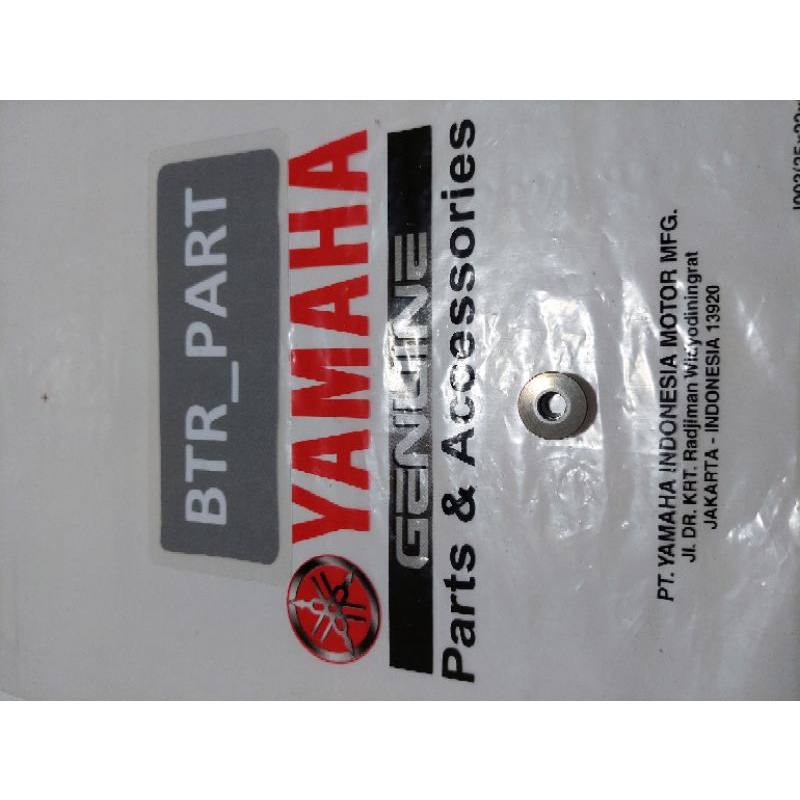 BTR_PART
YAMAHA
GENUINE
Parts & Accessories
PT. YAMAHA INDONESIA MOTOR MFG.
Jl. DR. KRT. Radjiman Widyodiningrat
JAKARTA - INDONESIA 13920